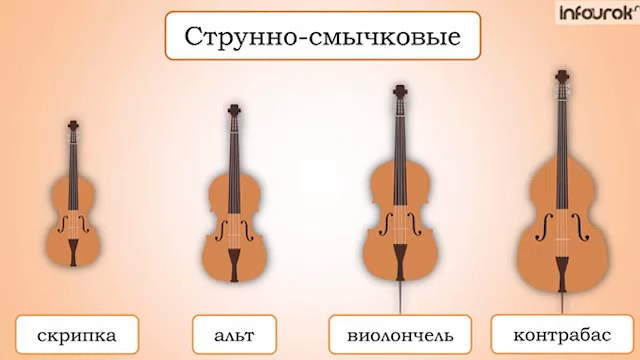 infourok
Струнно-смычковые
скрипка
альт
виолончель
контрабас